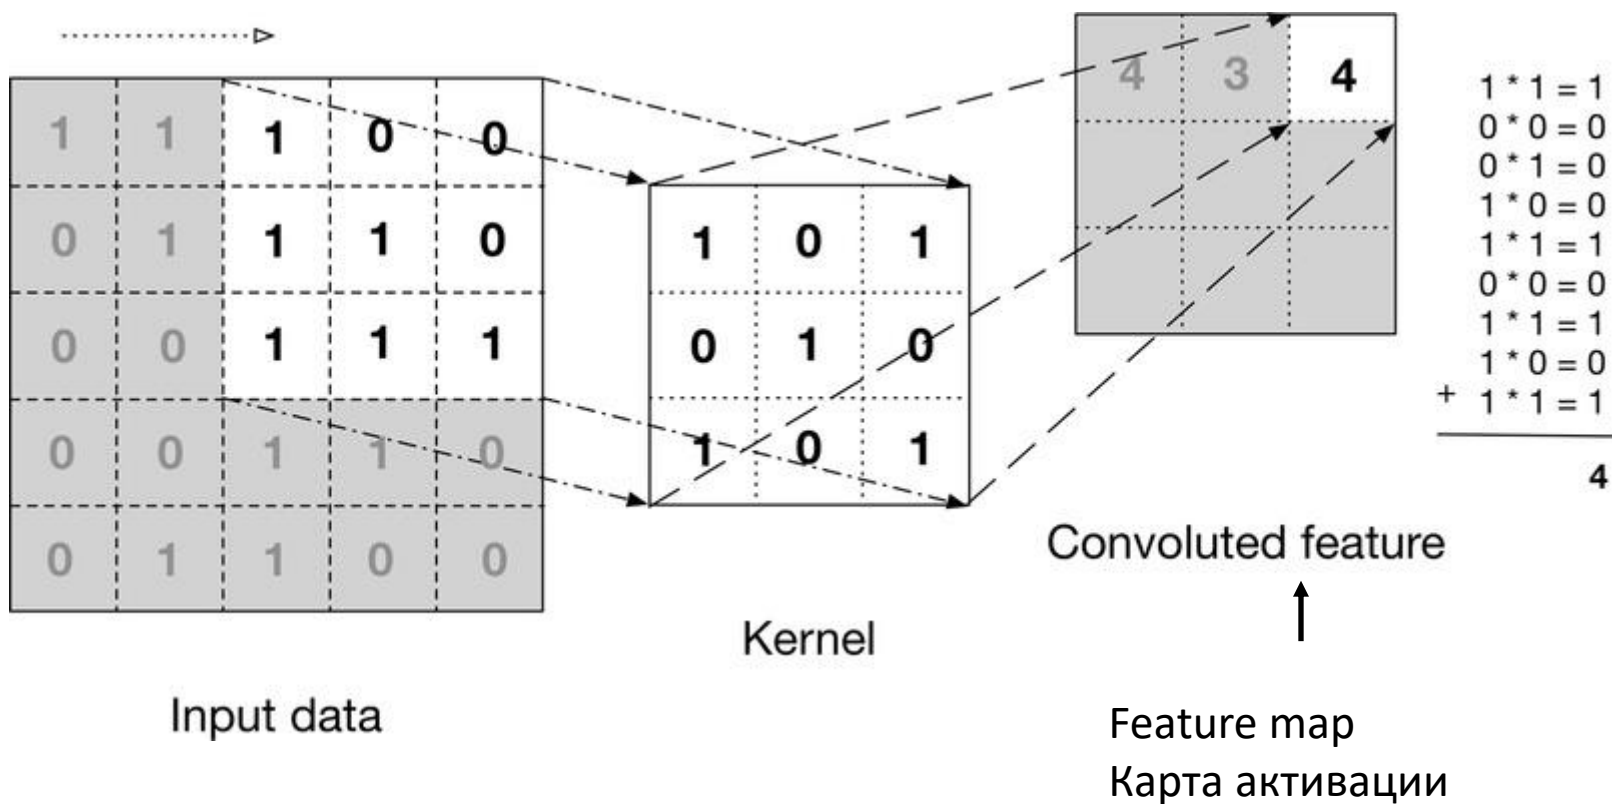 1 1 1 0 0
0 1 1 1 0
0 0 1 1 1
0 0 1 1 0
0 1 1 0 0
Input data
1 0 1
0 1 0
1 0 1
Kernel
4 3 4
Convoluted feature
Feature map
Карта активации
1 * 1 = 1
0 * 0 = 0
0 * 1 = 0
1 * 0 = 0
1 * 1 = 1
0 * 0 = 0
1 * 1 = 1
1 * 0 = 0
+ 1 * 1 = 1
4